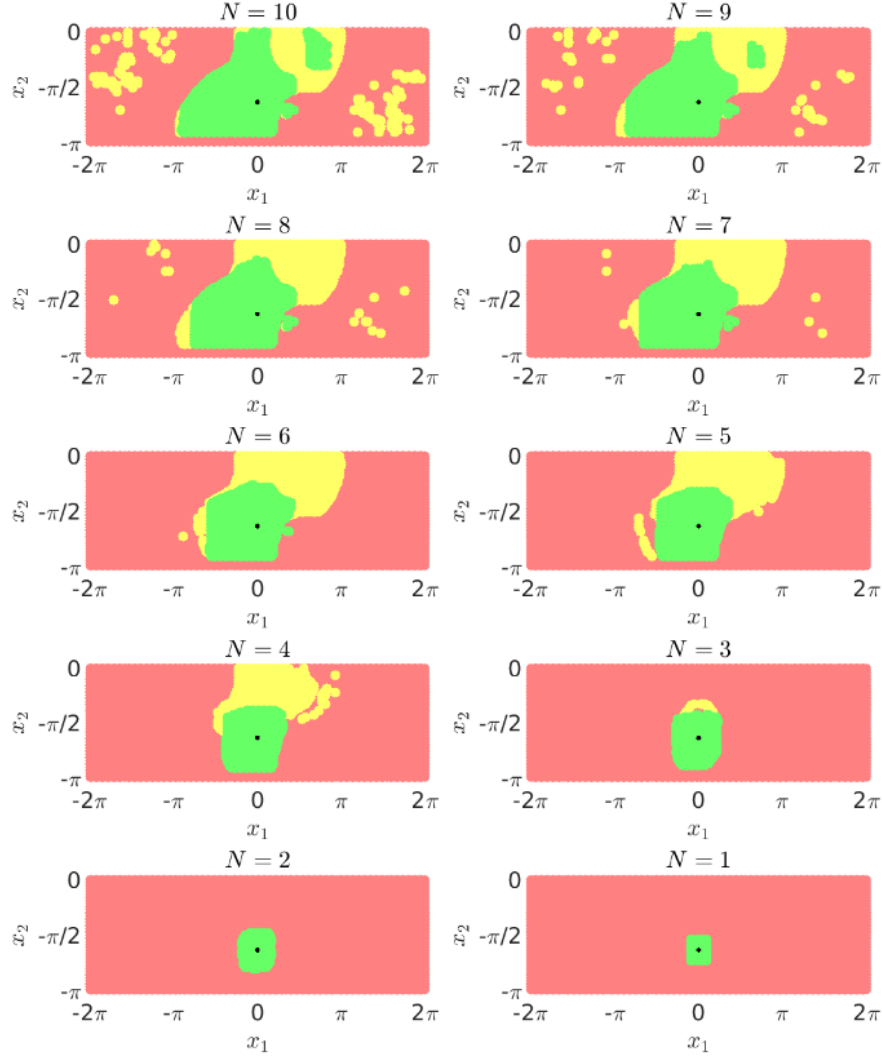 N = 10
0
-π/2
-π
x₂
-2π -π 0 π 2π
x₁
N = 9
0
-π/2
-π
x₂
-2π -π 0 π 2π
x₁
N = 8
0
-π/2
-π
x₂
-2π -π 0 π 2π
x₁
N = 7
0
-π/2
-π
x₂
-2π -π 0 π 2π
x₁
N = 6
0
-π/2
-π
x₂
-2π -π 0 π 2π
x₁
N = 5
0
-π/2
-π
x₂
-2π -π 0 π 2π
x₁
N = 4
0
-π/2
-π
x₂
-2π -π 0 π 2π
x₁
N = 3
0
-π/2
-π
x₂
-2π -π 0 π 2π
x₁
N = 2
0
-π/2
-π
x₂
-2π -π 0 π 2π
x₁
N = 1
0
-π/2
-π
x₂
-2π -π 0 π 2π
x₁